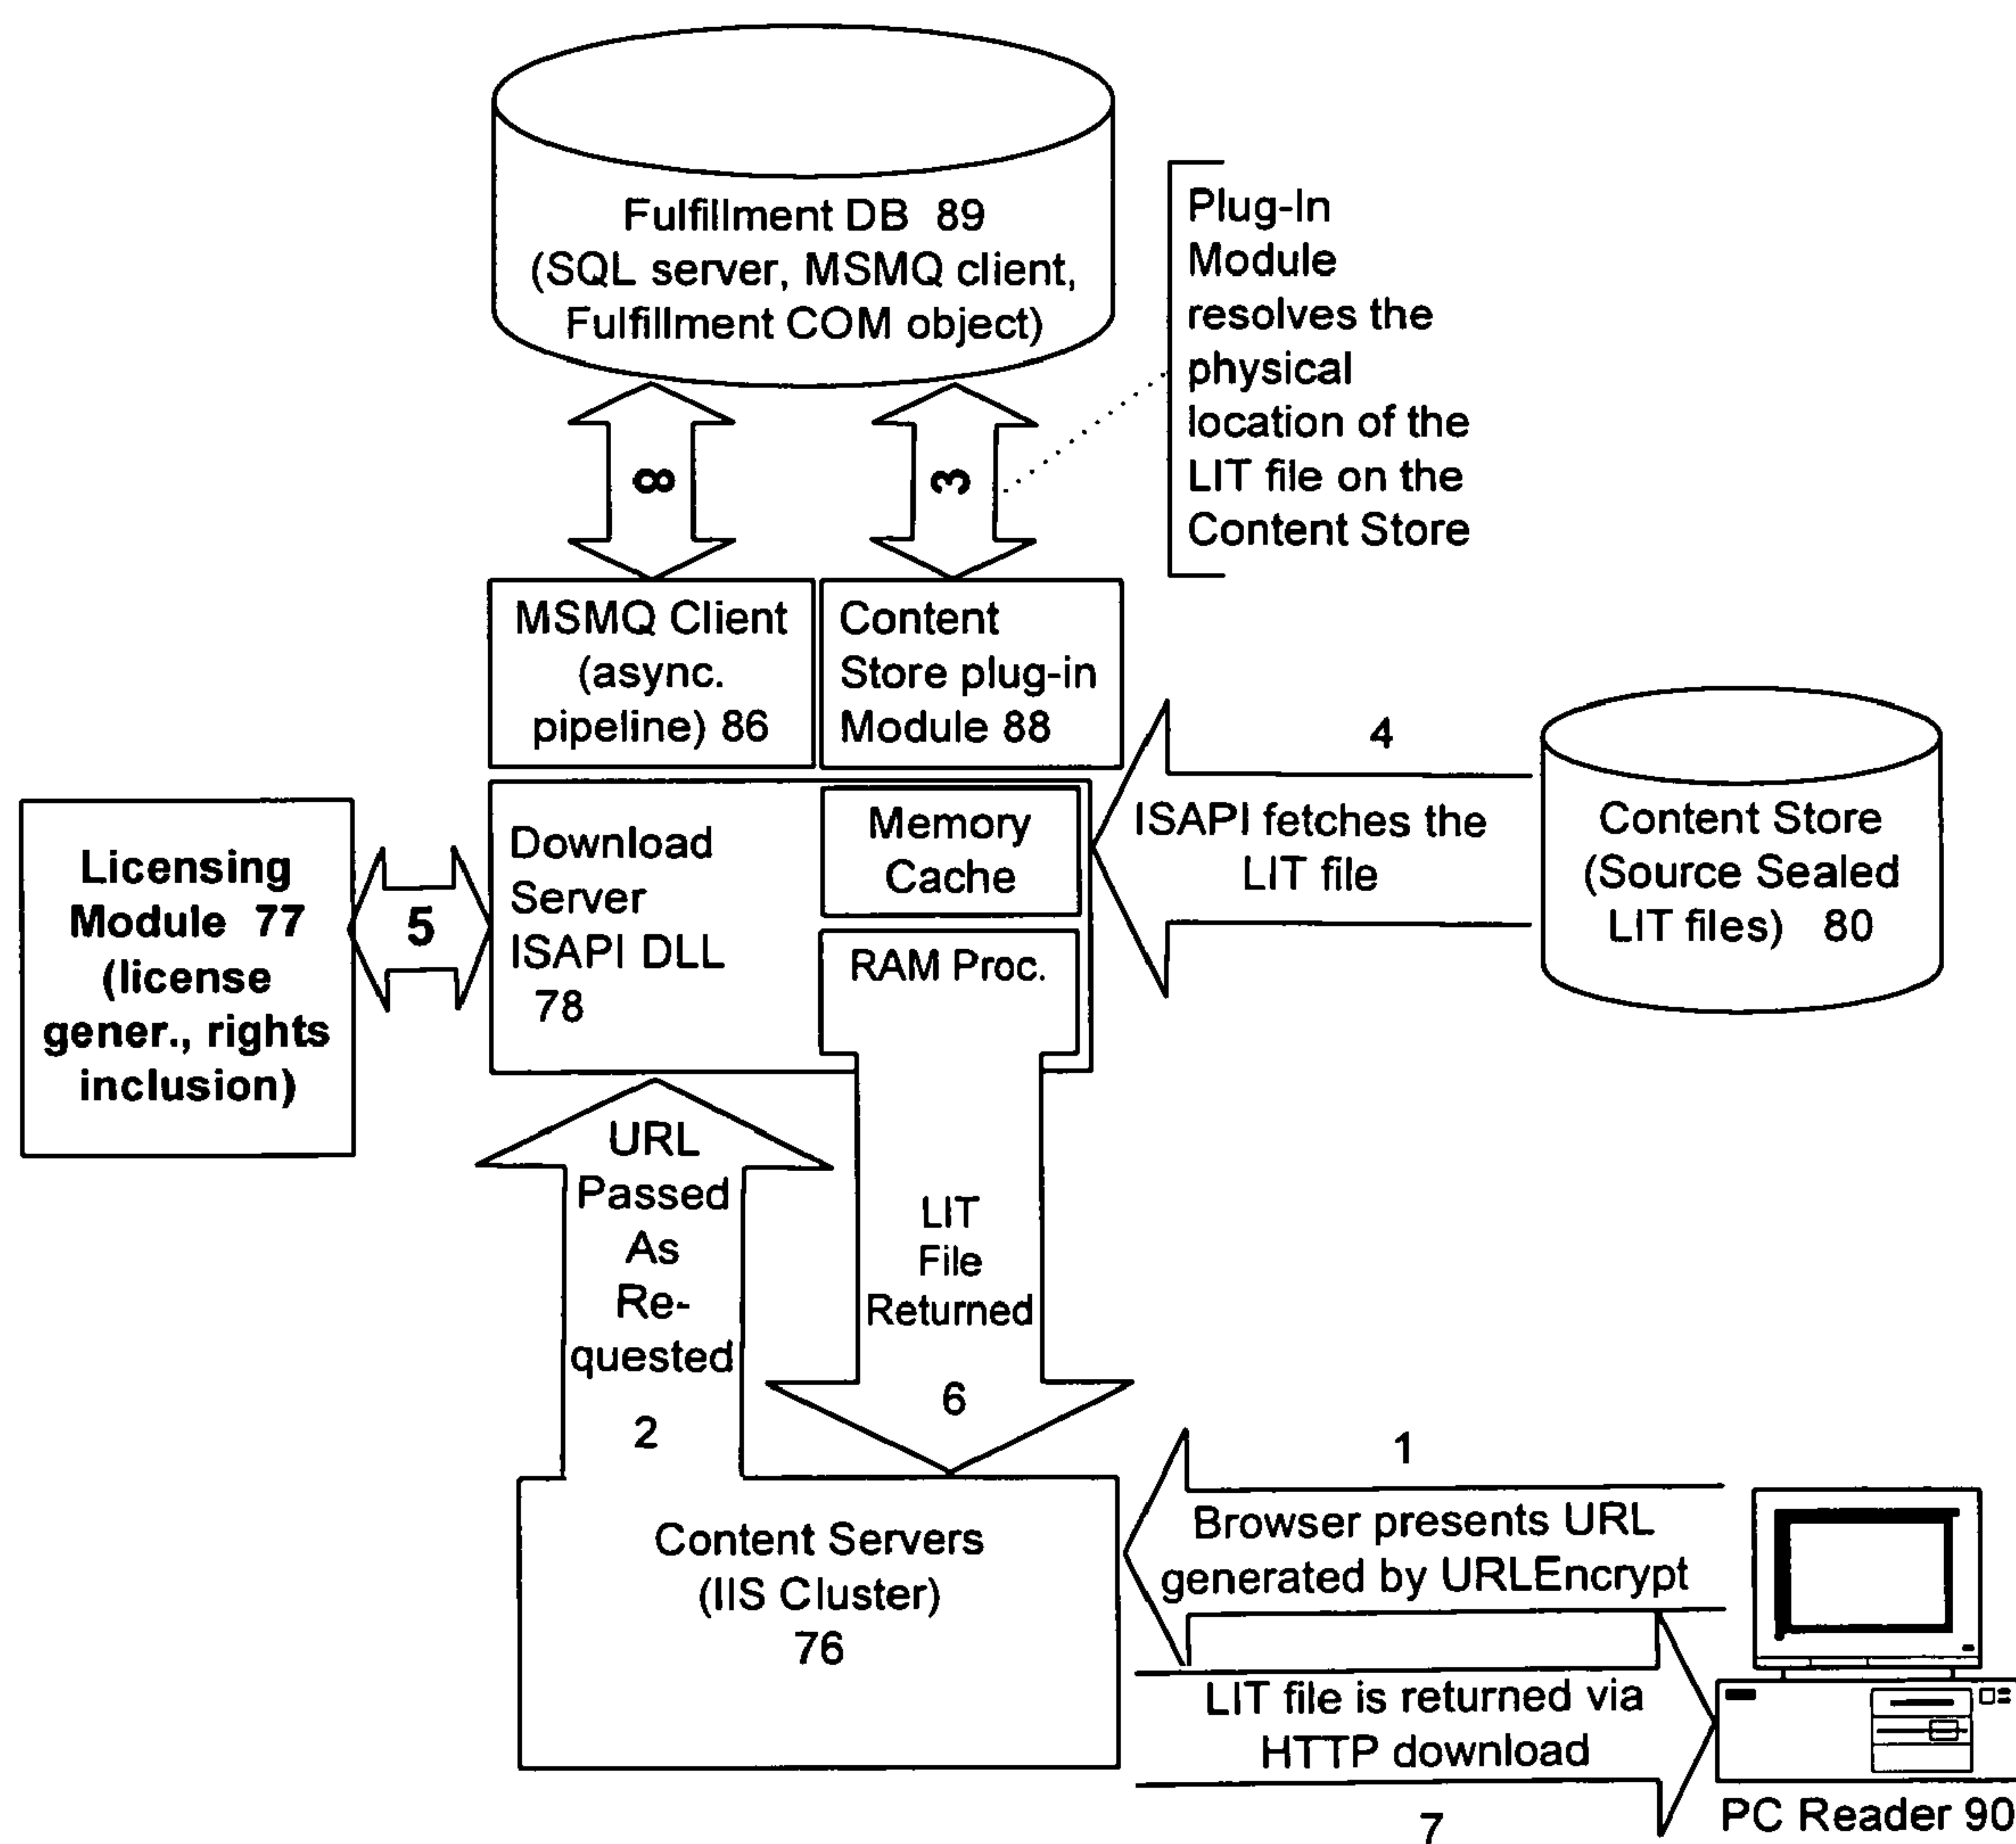 Fulfillment DB 89
(SQL server, MSMQ client,
Fulfillment COM object)
Plug-In
Module
resolves the
physical
location of the
LIT file on the
Content Store
8
3
MSMQ Client
(async.
pipeline) 86
Content
Store plug-in
Module 88
4
ISAPI fetches the
LIT file
Content Store
(Source Sealed
LIT files) 80
Licensing
Module 77
(license
gener., rights
inclusion)
5
Download
Server
ISAPI DLL
78
Memory
Cache
RAM Proc.
URL
Passed
As
Re-
quested
2
LIT
File
Returned
6
Content Servers
(IIS Cluster)
76
1
Browser presents URL
generated by URLEncrypt
LIT file is returned via
HTTP download
7
PC Reader 90